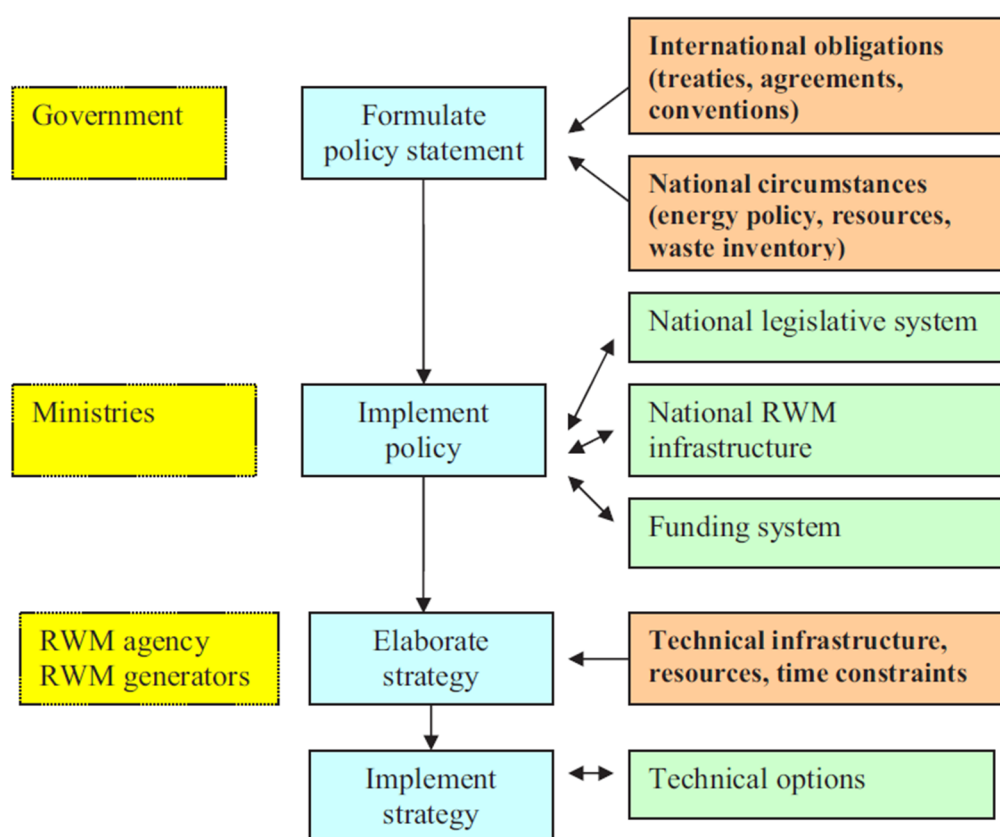 Government
Formulate
policy statement
International obligations
(treaties, agreements,
conventions)
National circumstances
(energy policy, resources,
waste inventory)
National legislative system
Ministries
Implement
policy
National RWM
infrastructure
Funding system
RWM agency
RWM generators
Elaborate
strategy
Technical infrastructure,
resources, time constraints
Implement
strategy
Technical options